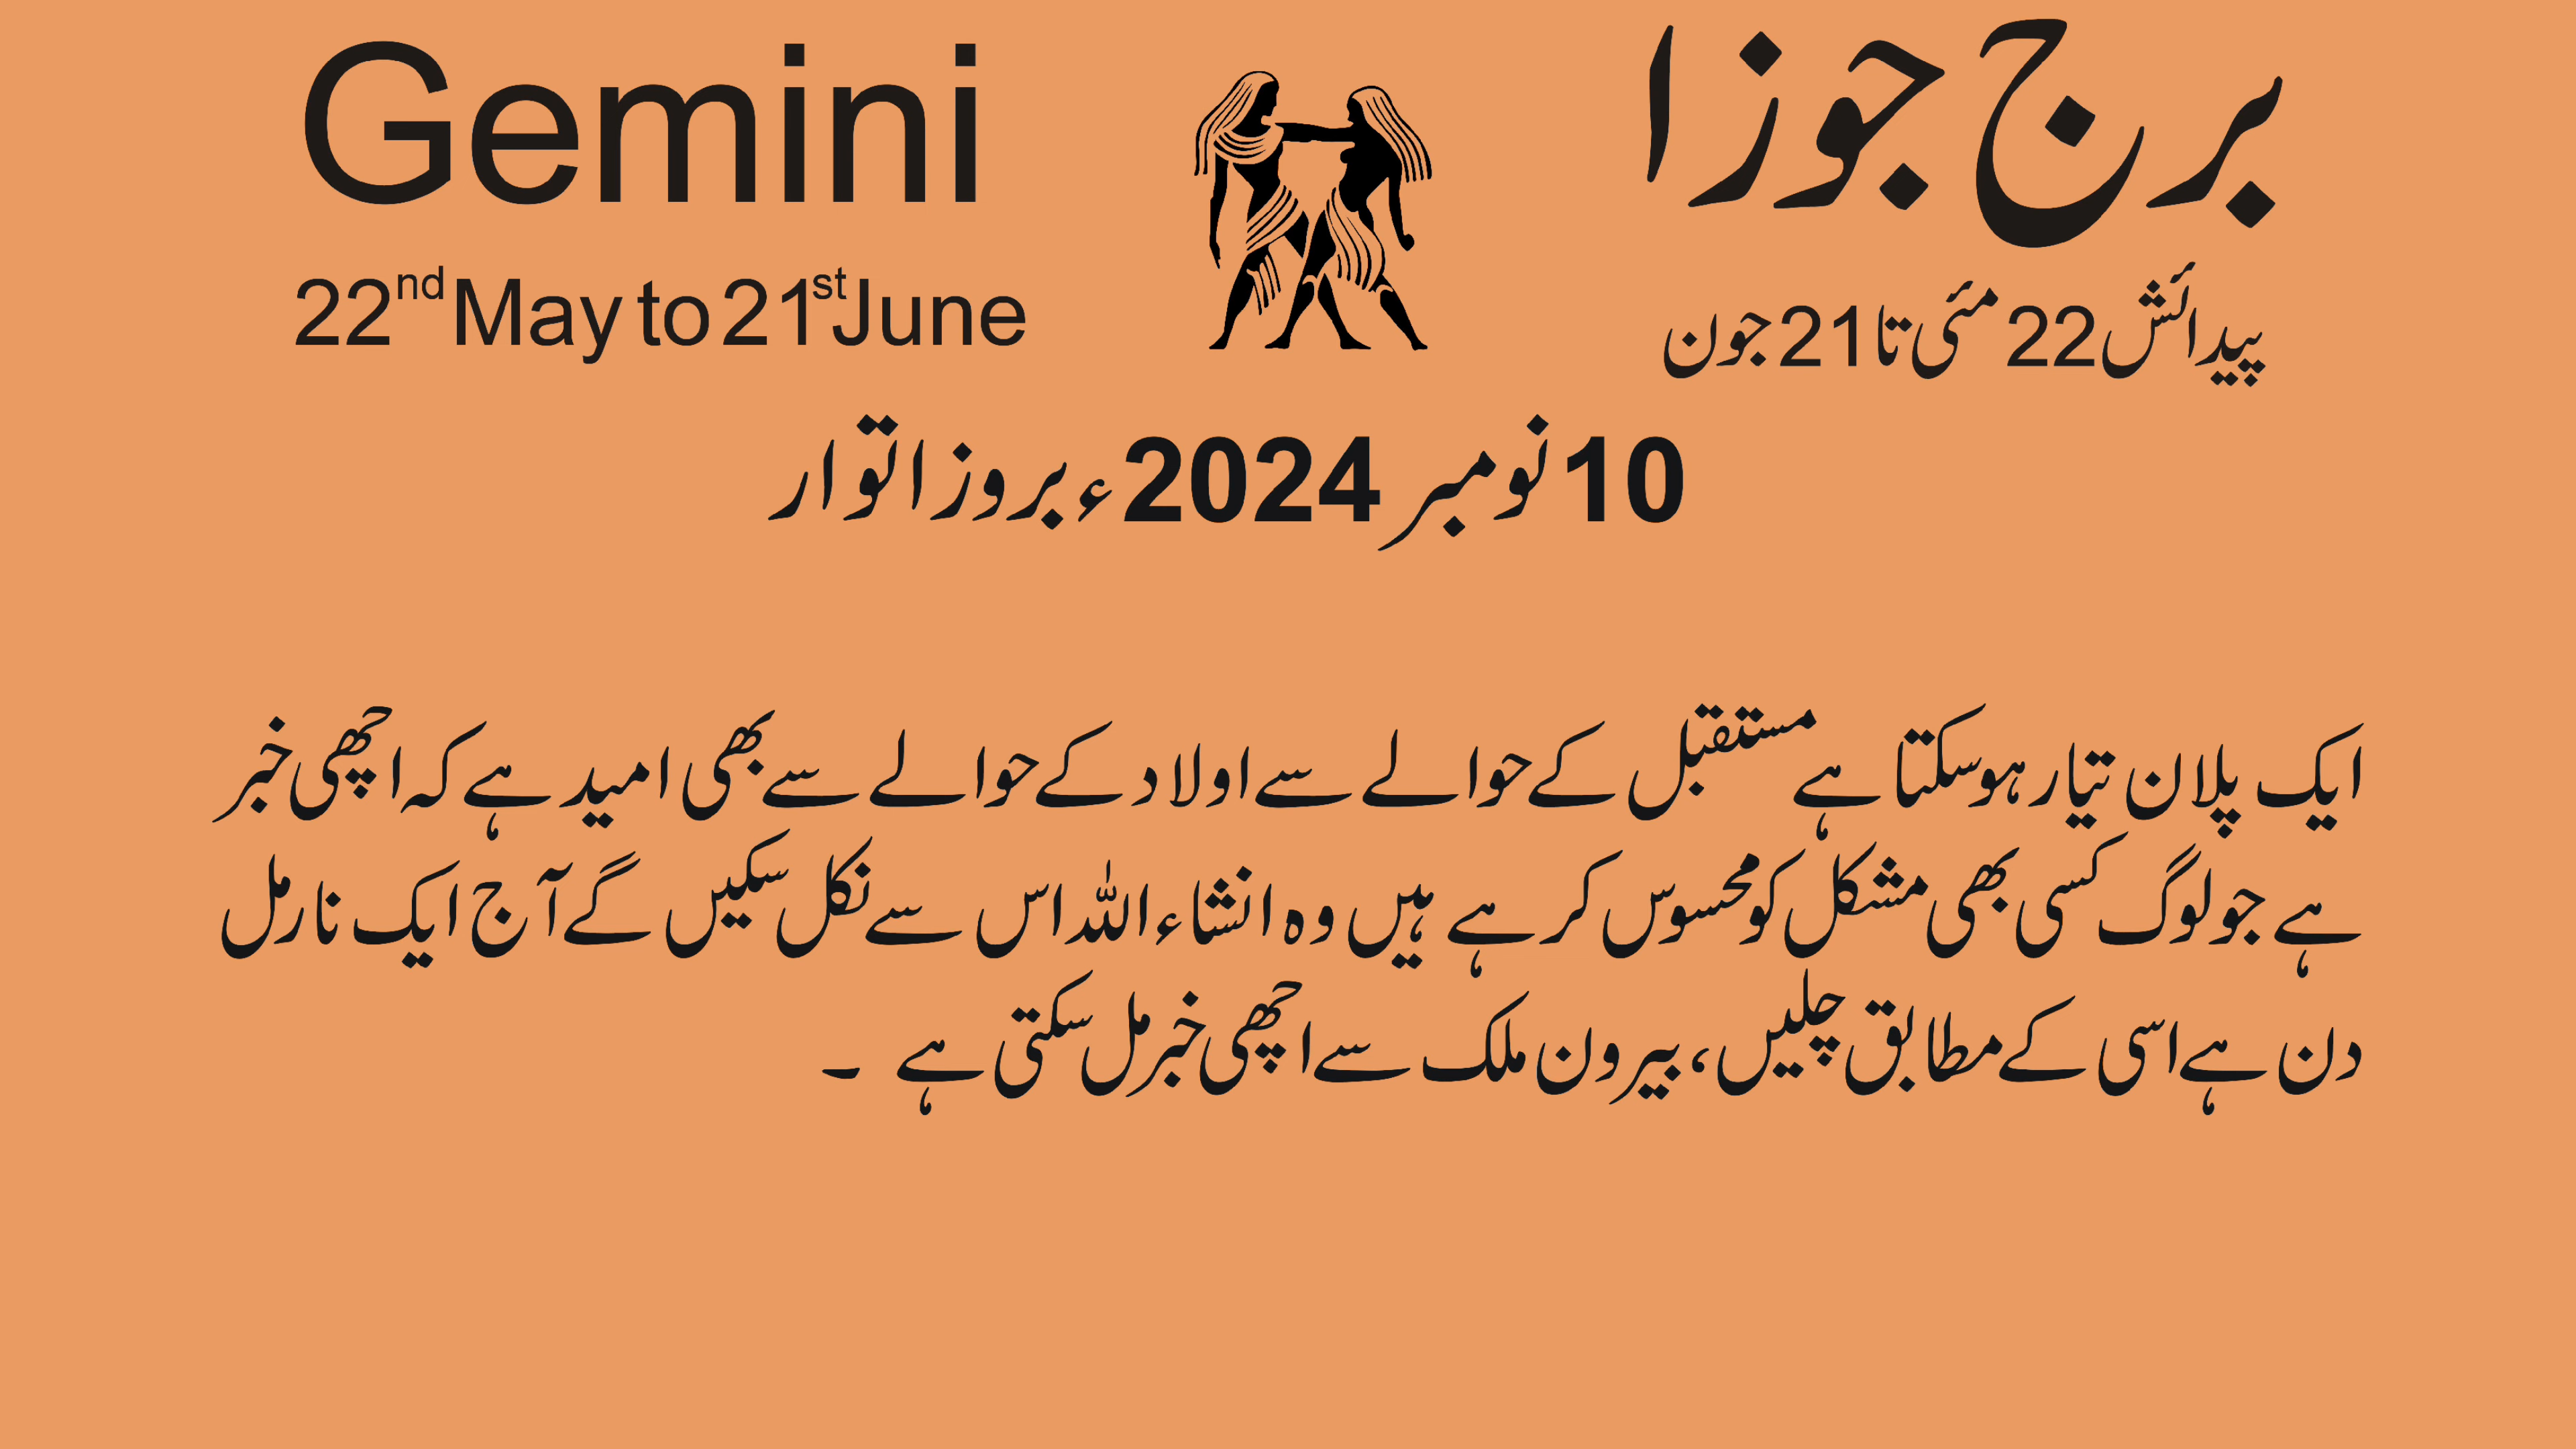 Gemini
برج جوزا
22nd May to 21st June
پیدائش 22 مئی تا 21 جون
10 نومبر 2024ء بروز اتوار
ایک پلان تیار ہوسکتا ہے مستقبل کے حوالے سے اولاد کے حوالے سے بھی امید ہے کہ اچھی خبر
ہے جو لوگ کسی بھی مشکل کو محسوس کر ہے ہیں وہ انشاء اللہ اس سے نکل سکیں گے آج ایک نارمل
دن ہے اسی کے مطابق چلیں، بیرون ملک سے اچھی خبر مل سکتی ہے ۔